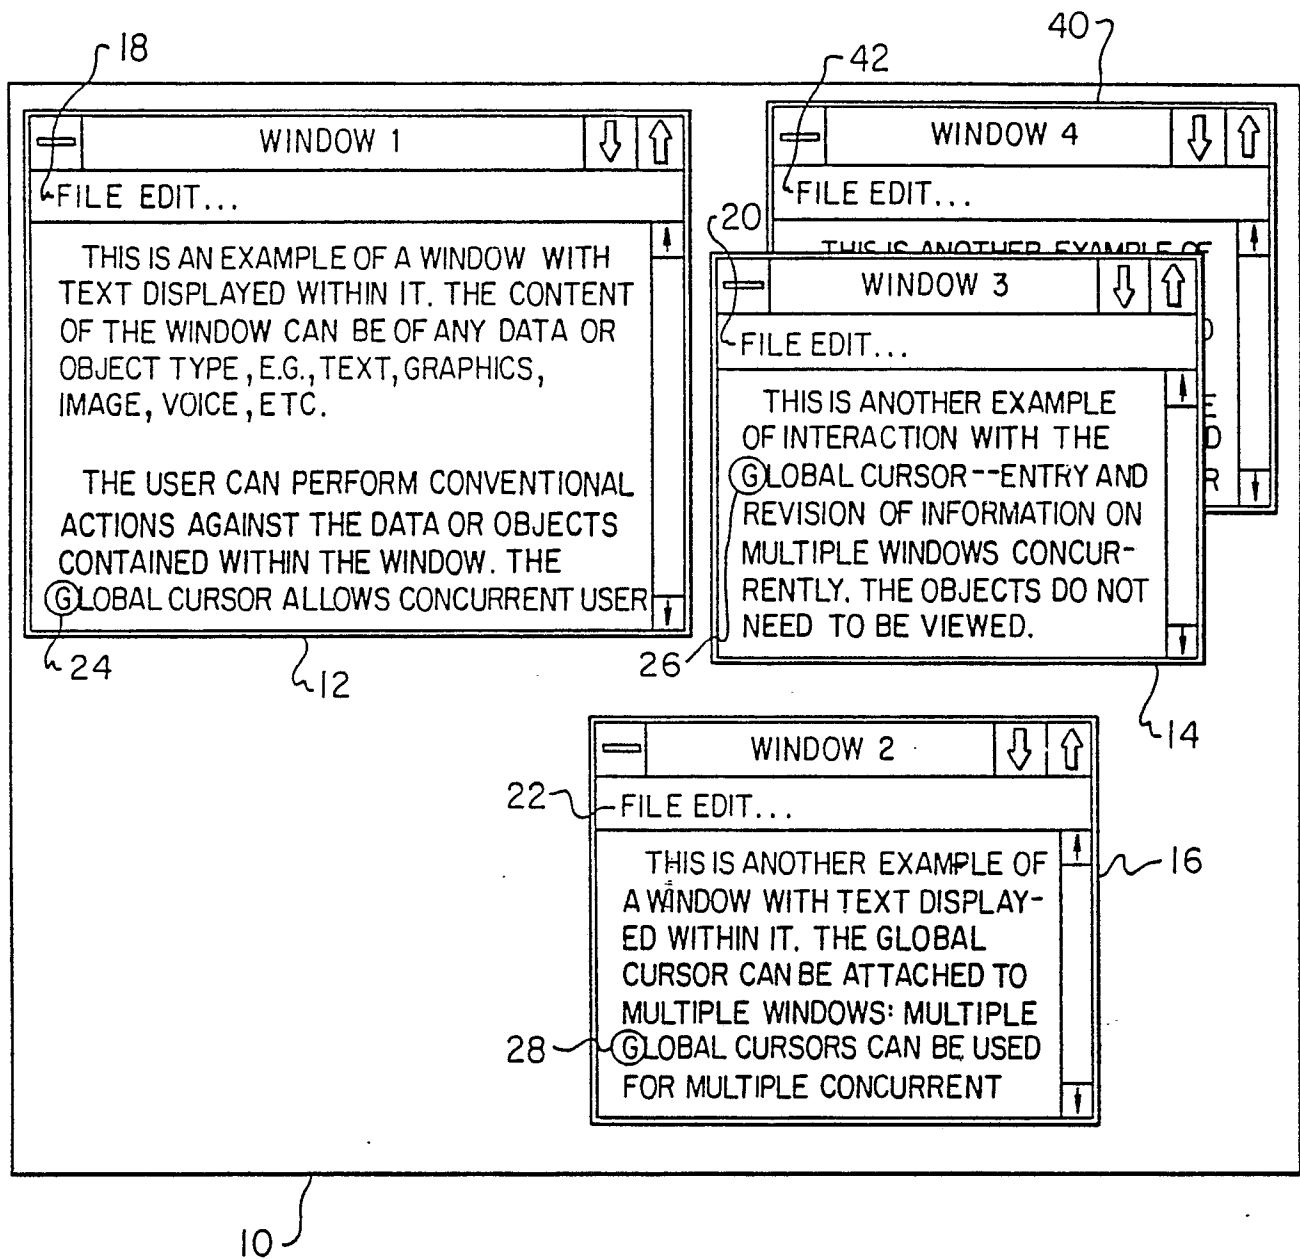 18
40
42
WINDOW 1
FILE EDIT...
THIS IS AN EXAMPLE OF A WINDOW WITH
TEXT DISPLAYED WITHIN IT. THE CONTENT
OF THE WINDOW CAN BE OF ANY DATA OR
OBJECT TYPE, E.G., TEXT, GRAPHICS,
IMAGE, VOICE, ETC.
THE USER CAN PERFORM CONVENTIONAL
ACTIONS AGAINST THE DATA OR OBJECTS
CONTAINED WITHIN THE WINDOW. THE
GLOBAL CURSOR ALLOWS CONCURRENT USER
24
12
WINDOW 4
FILE EDIT...
THIS IS ANOTHER EXAMPLE OF
D
E
D
R
20
WINDOW 3
FILE EDIT...
THIS IS ANOTHER EXAMPLE
OF INTERACTION WITH THE
GLOBAL CURSOR--ENTRY AND
REVISION OF INFORMATION ON
MULTIPLE WINDOWS CONCUR-
RENTLY. THE OBJECTS DO NOT
NEED TO BE VIEWED.
26
14
WINDOW 2
22
FILE EDIT...
THIS IS ANOTHER EXAMPLE OF
A WINDOW WITH TEXT DISPLAY-
ED WITHIN IT. THE GLOBAL
CURSOR CAN BE ATTACHED TO
MULTIPLE WINDOWS: MULTIPLE
GLOBAL CURSORS CAN BE USED
FOR MULTIPLE CONCURRENT
16
28
10